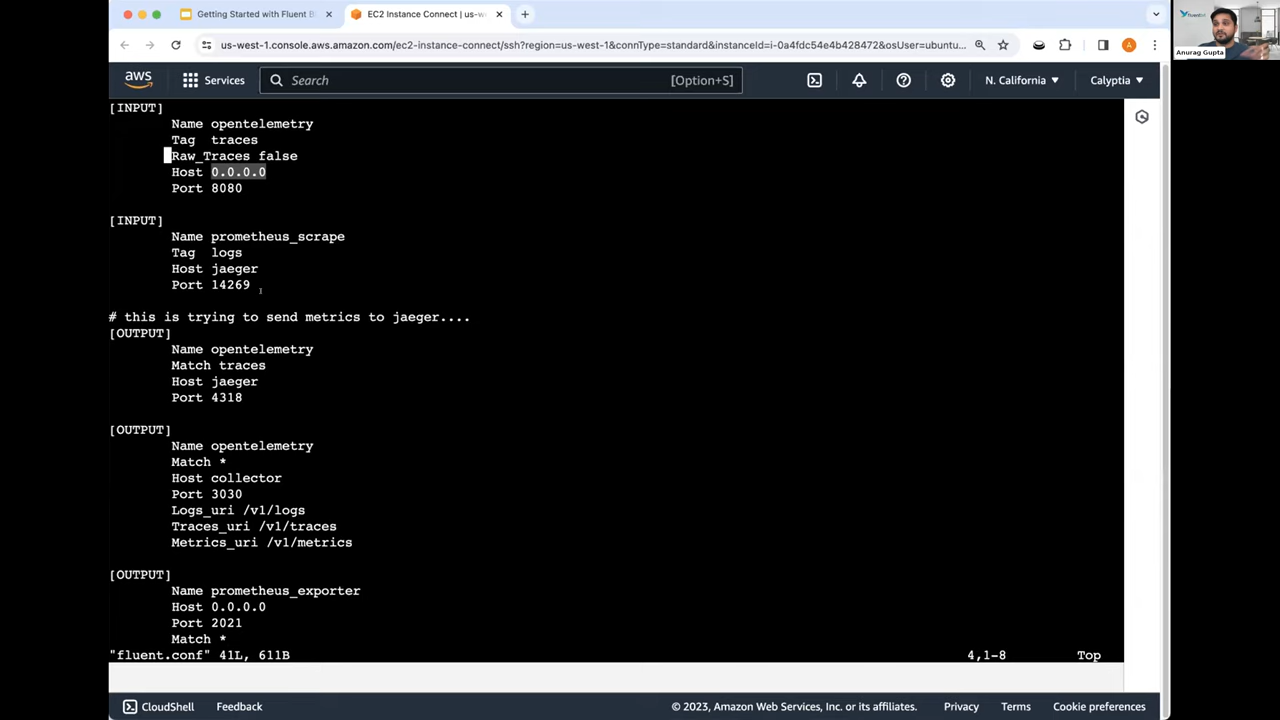 Getting Started with Fluent B
EC2 Instance Connect | us-w
us-west-1.console.aws.amazon.com/ec2-instance-connect/ssh?region=us-west-1&connType=standard&instanceId=i-0a4fdc54e4b428472&osUser=ubuntu...
A
aws
Services
Search
[Option+S]
N. California
Calyptia
[INPUT]
Name opentelemetry
Tag traces
Raw_Traces false
Host 0.0.0.0
Port 8080
[INPUT]
Name prometheus_scrape
Tag logs
Host jaeger
Port 14269
# this is trying to send metrics to jaeger....
[OUTPUT]
Name opentelemetry
Match traces
Host jaeger
Port 4318
[OUTPUT]
Name opentelemetry
Match *
Host collector
Port 3030
Logs_uri /v1/logs
Traces_uri /v1/traces
Metrics_uri /v1/metrics
[OUTPUT]
Name prometheus_exporter
Host 0.0.0.0
Port 2021
Match *
"fluent.conf" 41L, 611B 4,1-8 Top
CloudShell
Feedback
© 2023, Amazon Web Services, Inc. or its affiliates.
Privacy
Terms
Cookie preferences
fluentbit
Anurag Gupta